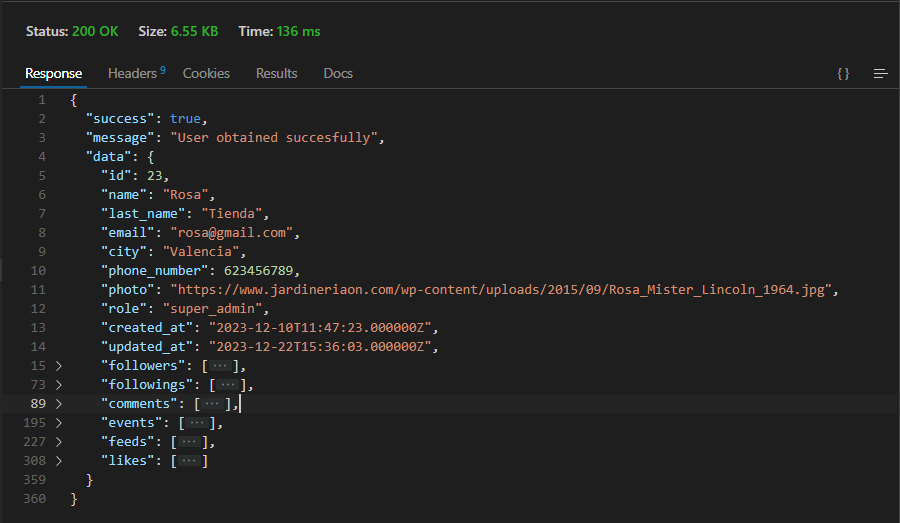 Status: 200 OK Size: 6.55 KB Time: 136 ms
Response Headers 9 Cookies Results Docs {}
1 {
2 "success": true,
3 "message": "User obtained succesfully",
4 "data": {
5 "id": 23,
6 "name": "Rosa",
7 "last_name": "Tienda",
8 "email": "rosa@gmail.com",
9 "city": "Valencia",
10 "phone_number": 623456789,
11 "photo": "https://www.jardineriaon.com/wp-content/uploads/2015/09/Rosa_Mister_Lincoln_1964.jpg",
12 "role": "super_admin",
13 "created_at": "2023-12-10T11:47:23.000000Z",
14 "updated_at": "2023-12-22T15:36:03.000000Z",
15 > "followers": [···],
73 > "followings": [···],
89 > "comments": [···],
195 > "events": [···],
227 > "feeds": [···],
308 > "likes": [···]
359 }
360 }